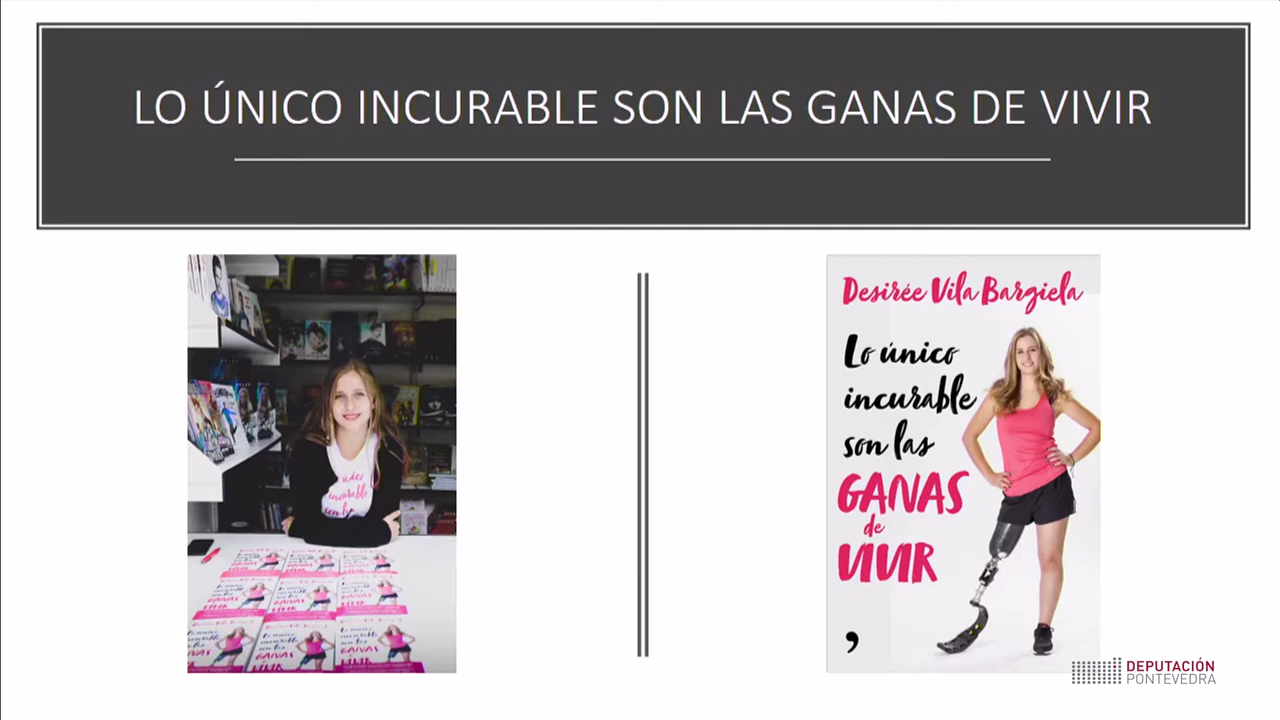 LO ÚNICO INCURABLE SON LAS GANAS DE VIVIR
Desirée Vila Bargiela
Lo único
incurable
son las
GANAS
de
VIVIR
DEPUTACIÓN
PONTEVEDRA